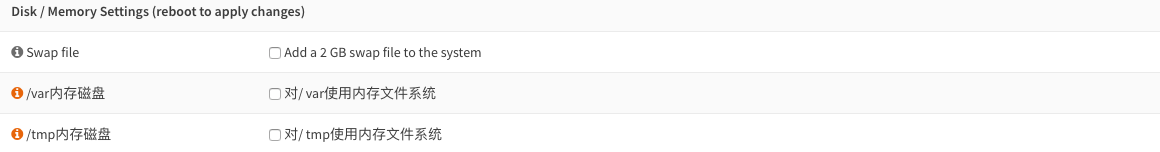 Disk / Memory Settings (reboot to apply changes)
Swap file Add a 2 GB swap file to the system
/var内存磁盘 对/ var使用内存文件系统
/tmp内存磁盘 对/ tmp使用内存文件系统